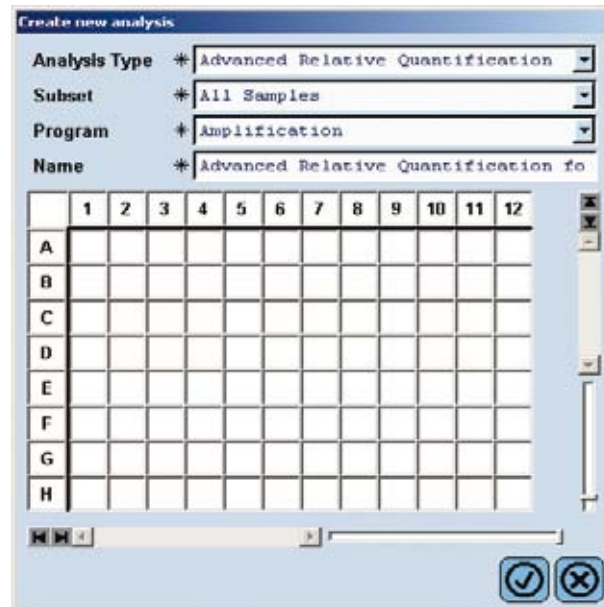 Create new analysis
Analysis Type * Advanced Relative Quantification
Subset * All Samples
Program * Amplification
Name * Advanced Relative Quantification fo
1 2 3 4 5 6 7 8 9 10 11 12
A
B
C
D
E
F
G
H